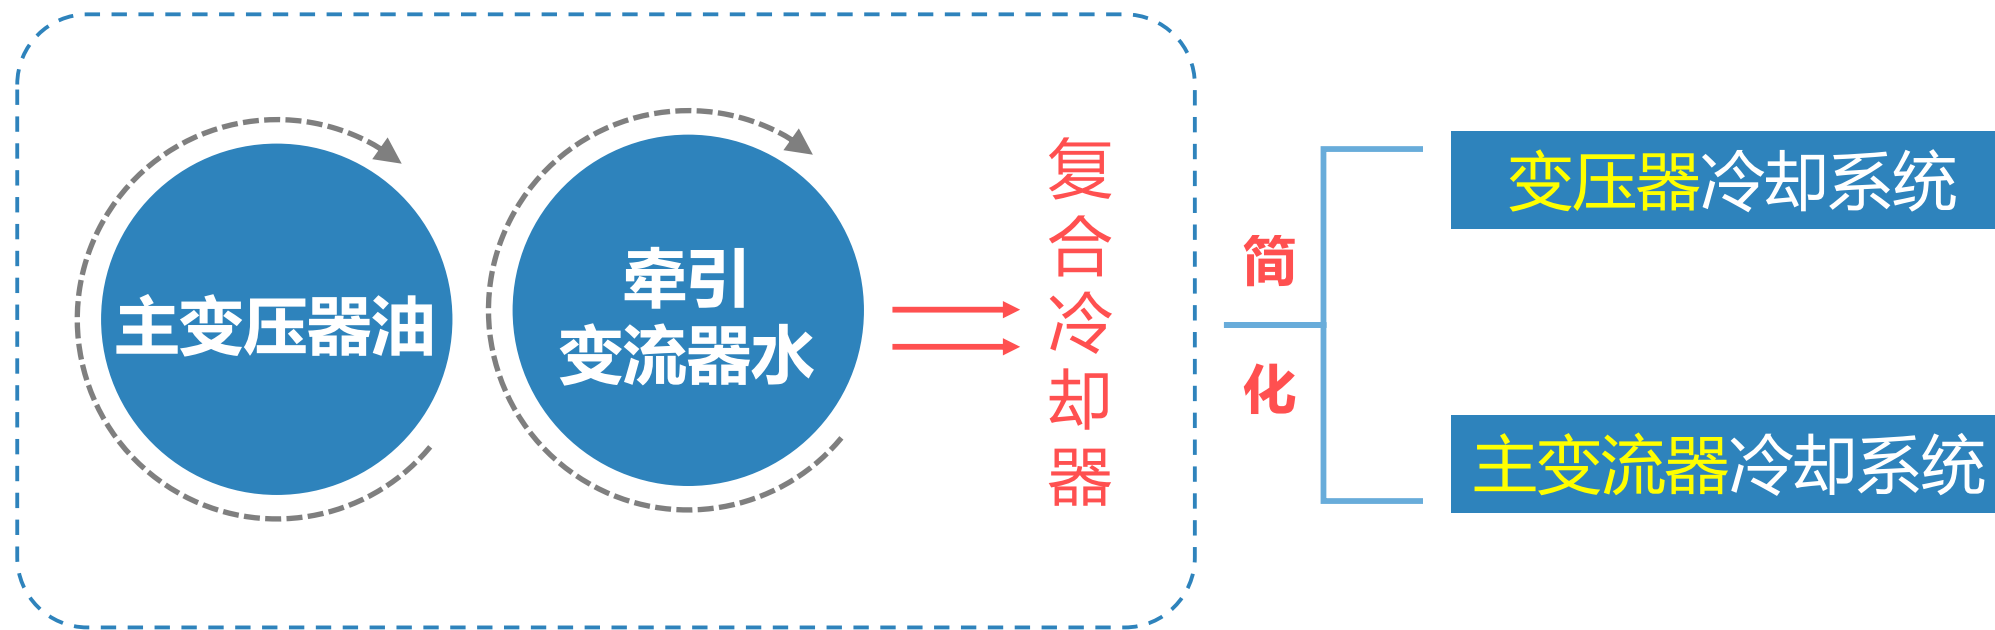 主变压器油
牵引
变流器水
复合冷却器
简化
变压器冷却系统
主变流器冷却系统